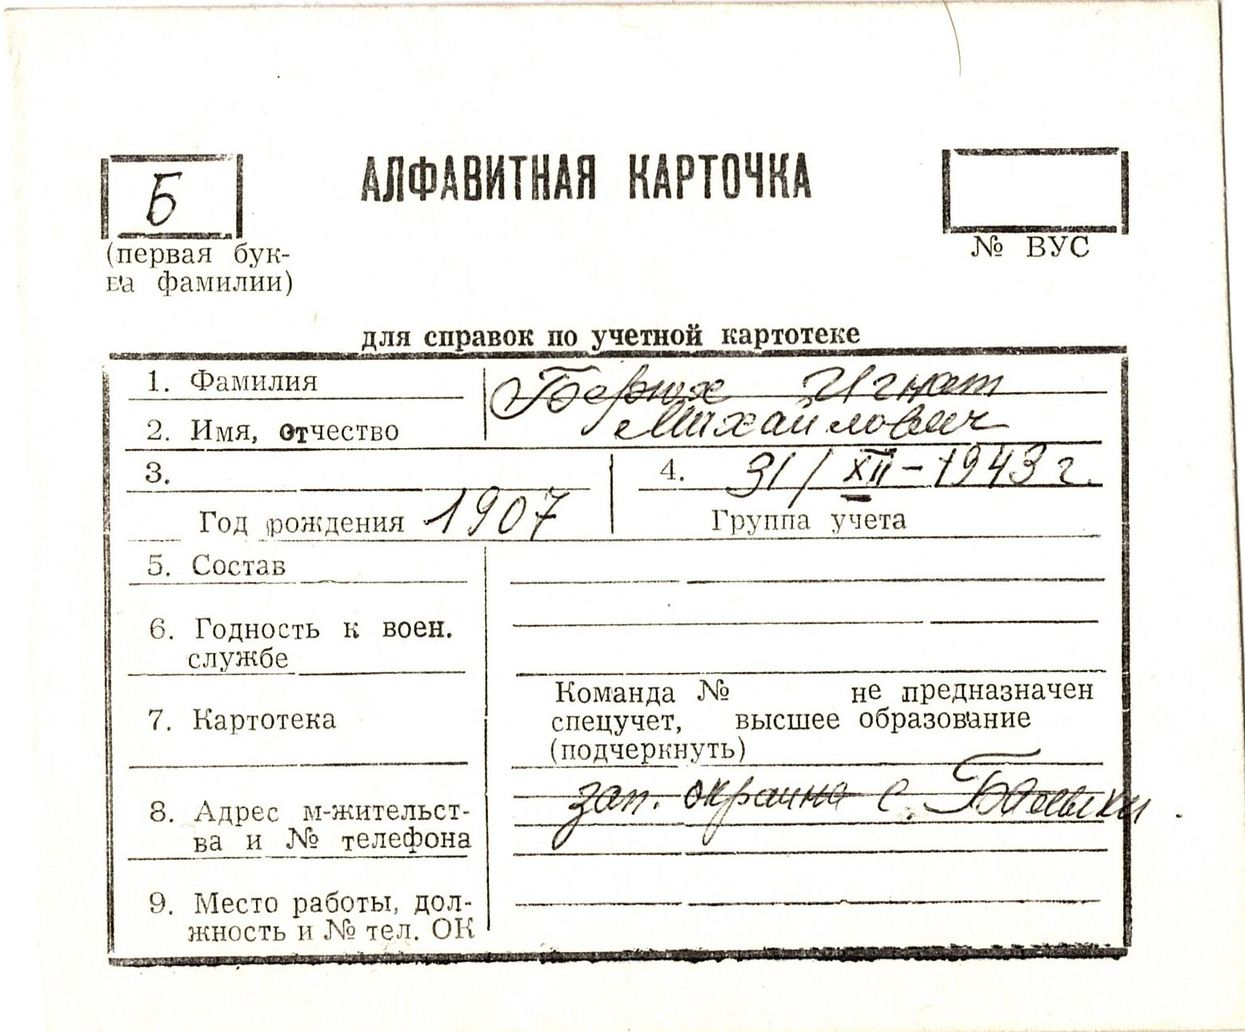 Б
АЛФАВИТНАЯ КАРТОЧКА
(первая бук-
ва фамилии)
№ ВУС
для справок по учетной картотеке
1. Фамилия
Игнат
2. Имя, отчество
Михайлович
3.
Год рождения 1907
4. 31/XII-1943 г.
Группа учета
5. Состав
6. Годность к воен.
службе
7. Картотека
Команда № не предназначен
спецучет, высшее образование
(подчеркнуть)
8. Адрес м-жительст-
ва и № телефона
зап. окраина с.
9. Место работы, дол-
жность и № тел. ОК